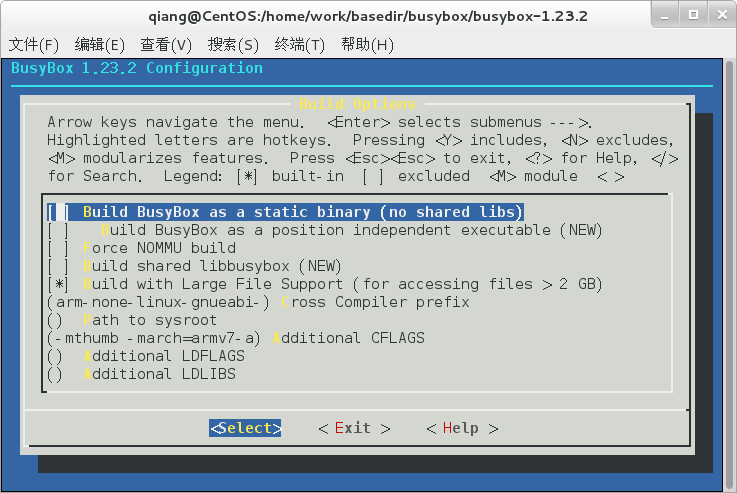 qiang@CentOS:/home/work/basedir/busybox/busybox-1.23.2
文件(F) 编辑(E) 查看(V) 搜索(S) 终端(T) 帮助(H)
BusyBox 1.23.2 Configuration
Build Options
Arrow keys navigate the menu. <Enter> selects submenus --->.
Highlighted letters are hotkeys. Pressing <Y> includes, <N> excludes,
<M> modularizes features. Press <Esc><Esc> to exit, <?> for Help, </>
for Search. Legend: [*] built-in [ ] excluded <M> module < >
[ ] Build BusyBox as a static binary (no shared libs)
[ ] Build BusyBox as a position independent executable (NEW)
[ ] Force NOMMU build
[ ] Build shared libbusybox (NEW)
[*] Build with Large File Support (for accessing files > 2 GB)
(arm-none-linux-gnueabi-) Cross Compiler prefix
() Path to sysroot
(-mthumb -march=armv7-a) Additional CFLAGS
() Additional LDFLAGS
() Additional LDLIBS
<Select> < Exit > < Help >